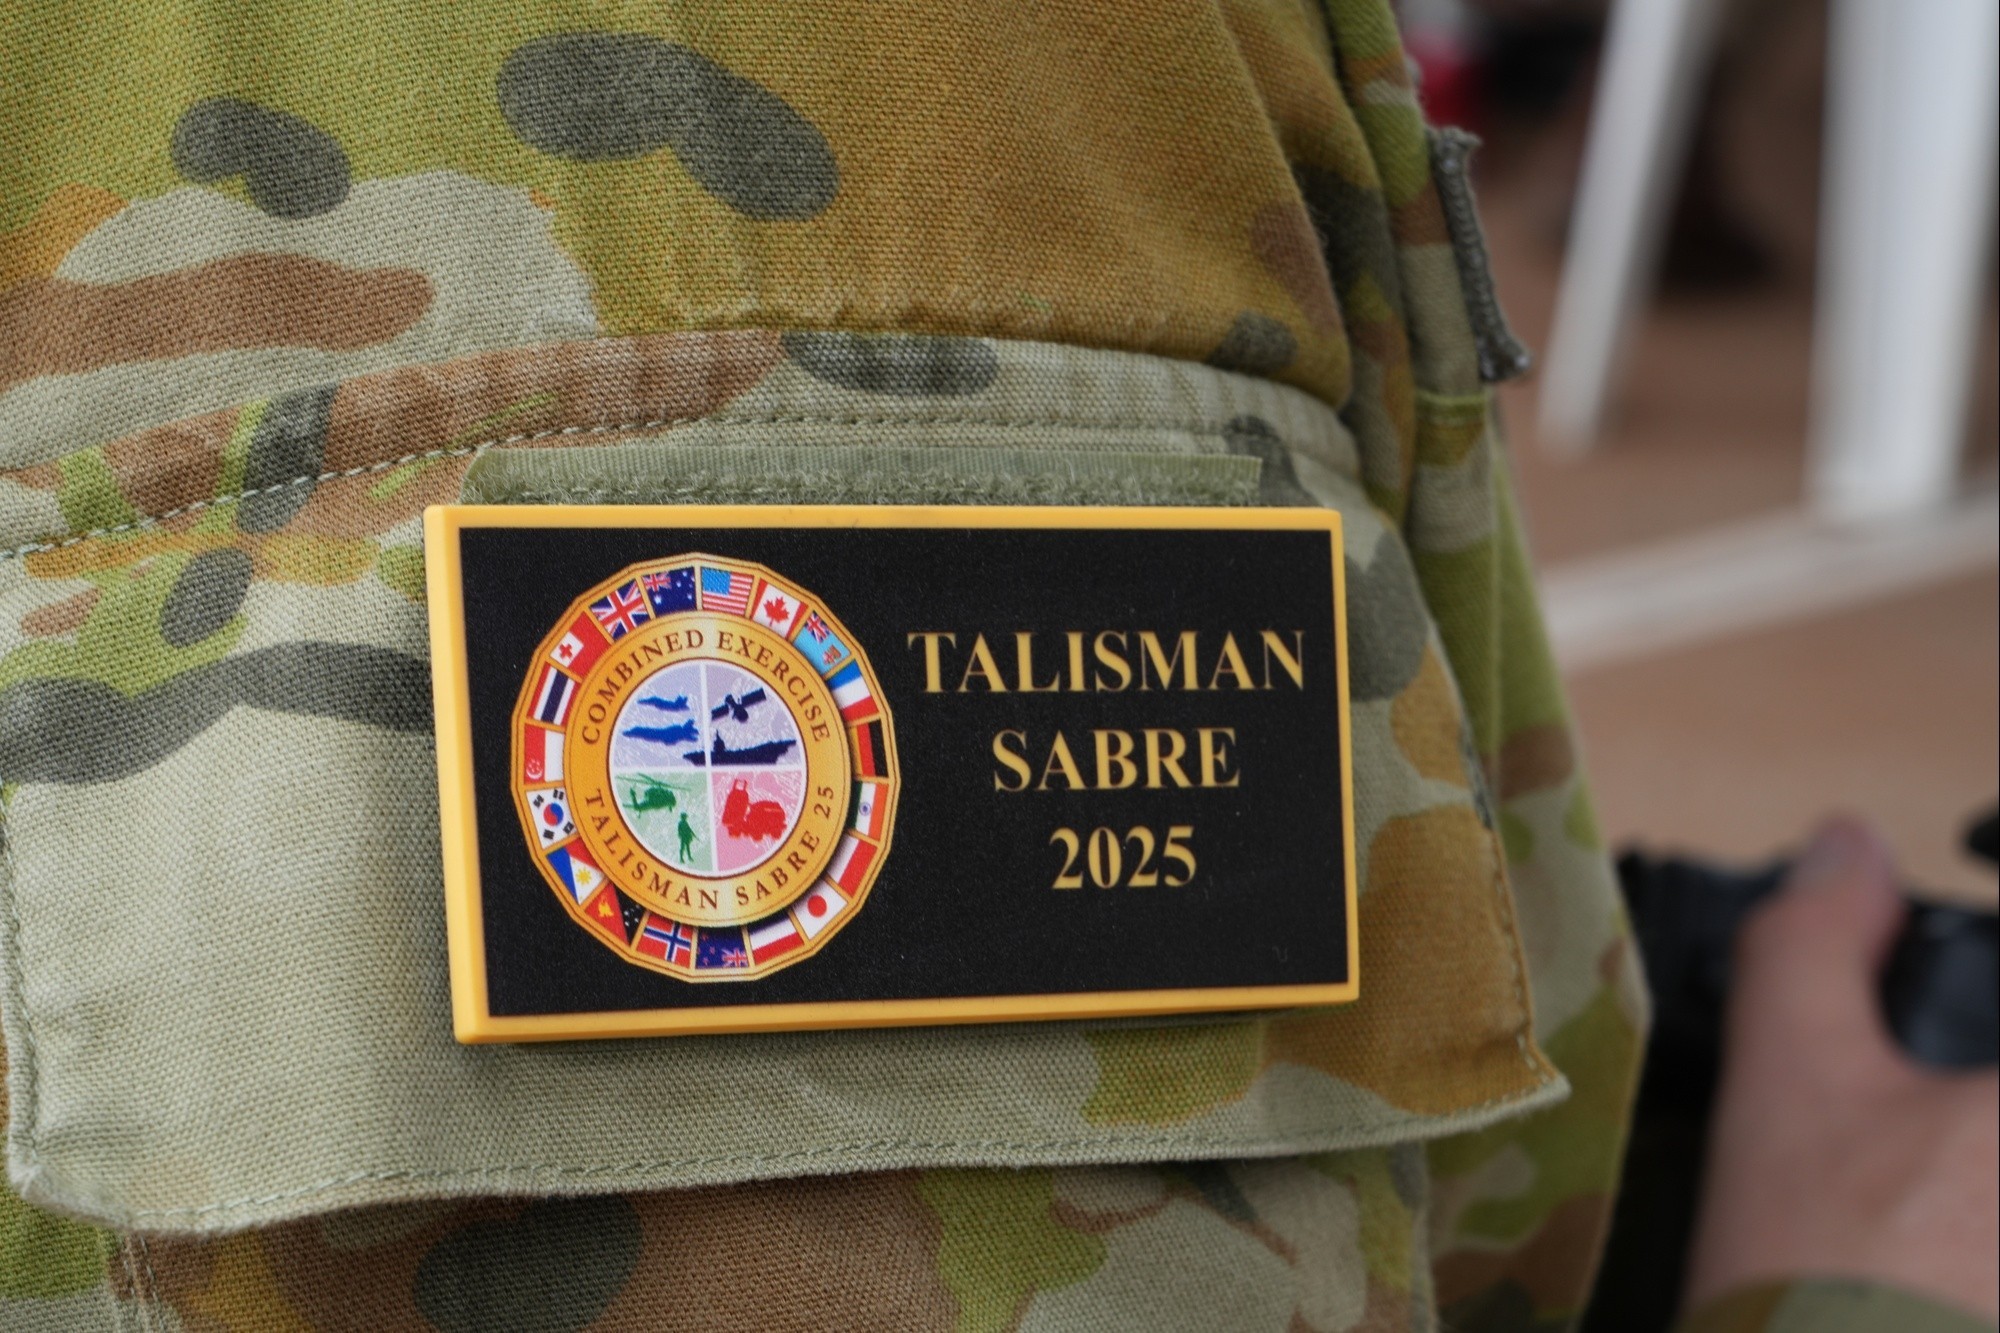 COMBINED EXERCISE
TALISMAN SABRE 25
TALISMAN
SABRE
2025